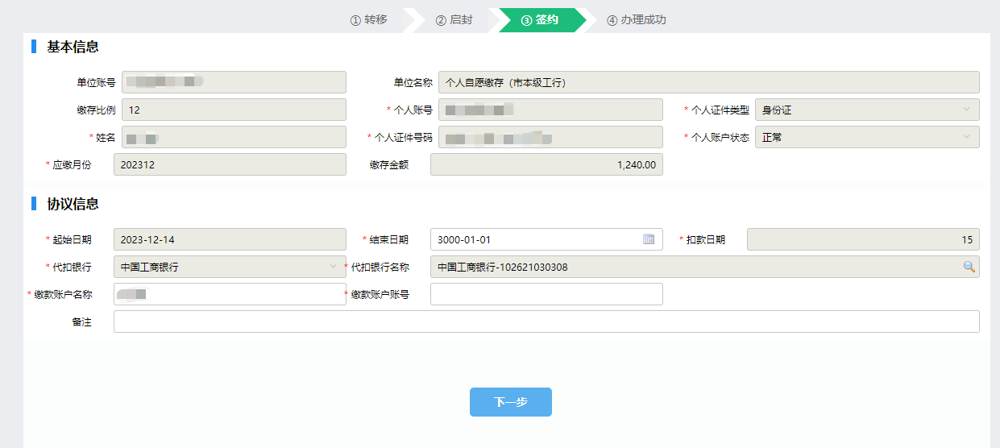 ① 转移 ② 启封 ③ 签约 ④ 办理成功
基本信息
单位账号 单位名称 个人自愿缴存（市本级工行）
缴存比例 12 * 个人账号 * 个人证件类型 身份证
* 姓名 * 个人证件号码 * 个人账户状态 正常
* 应缴月份 202312 缴存金额 1,240.00
协议信息
* 起始日期 2023-12-14 * 结束日期 3000-01-01 * 扣款日期 15
* 代扣银行 中国工商银行 * 代扣银行名称 中国工商银行-102621030308
* 缴款账户名称 * 缴款账户账号
备注
下一步